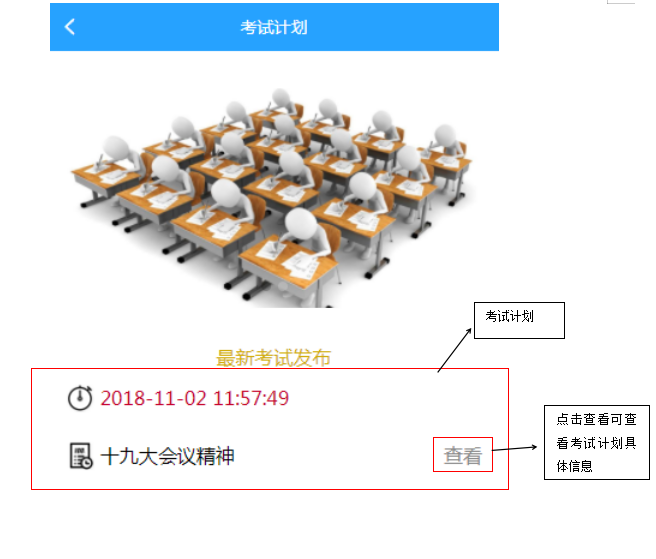 考试计划
考试计划
最新考试发布
2018-11-02 11:57:49
点击查看可查
看考试计划具
体信息
十九大会议精神
查看